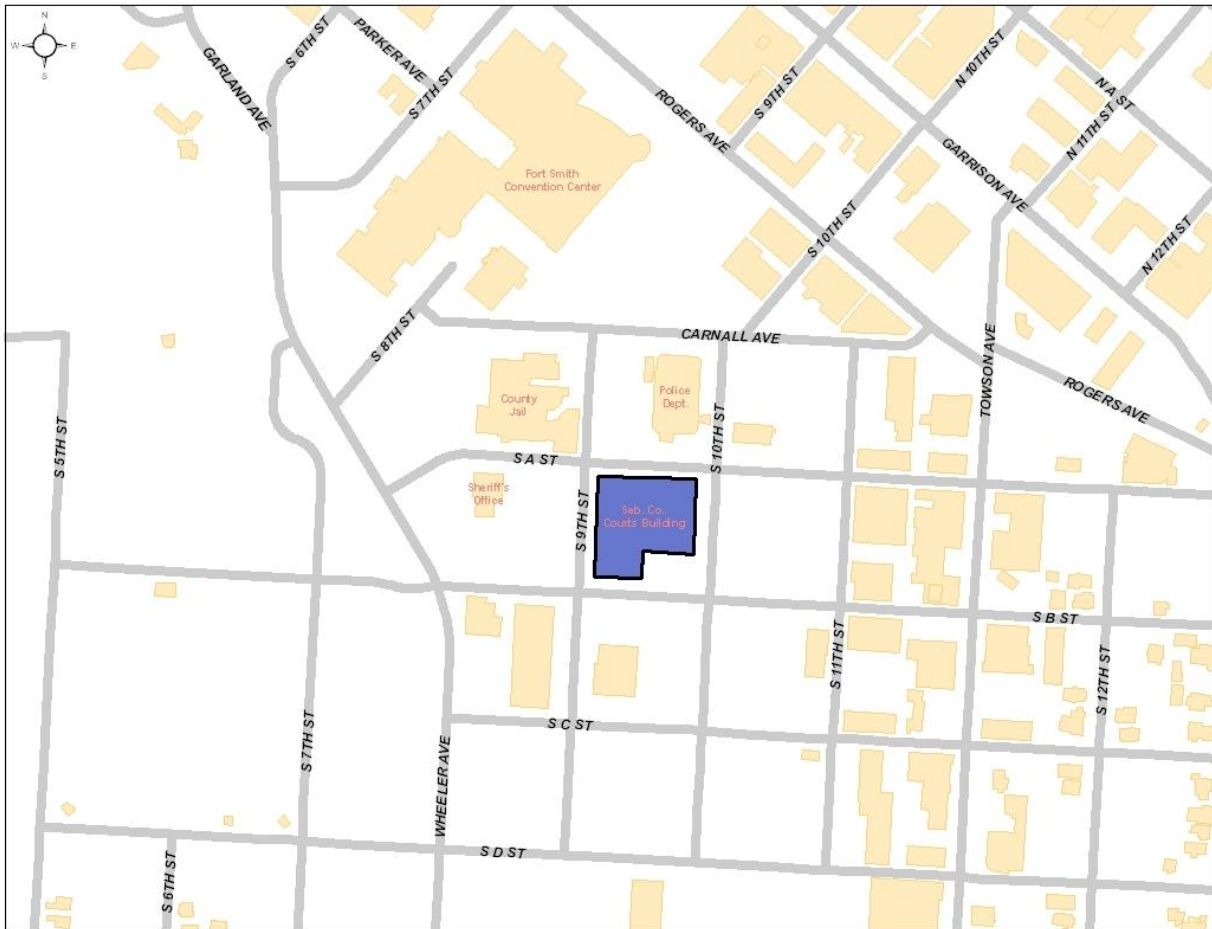 N
W E
S
GARLAND AVE
S 6TH ST
PARKER AVE
S 7TH ST
ROGERS AVE
S 9TH ST
N 10TH ST
N A ST
N 11TH ST
GARRISON AVE
S 10TH ST
N 12TH ST
Fort Smith
Convention Center
S 8TH ST
CARNALL AVE
TOWSON AVE
ROGERS AVE
S 5TH ST
County
Jail
Police
Dept.
S 10TH ST
S A ST
Sheriff's
Office
S 9TH ST
Seb. Co.
Courts Building
S B ST
S 11TH ST
S 12TH ST
S C ST
S 7TH ST
WHEELER AVE
S D ST
S 6TH ST